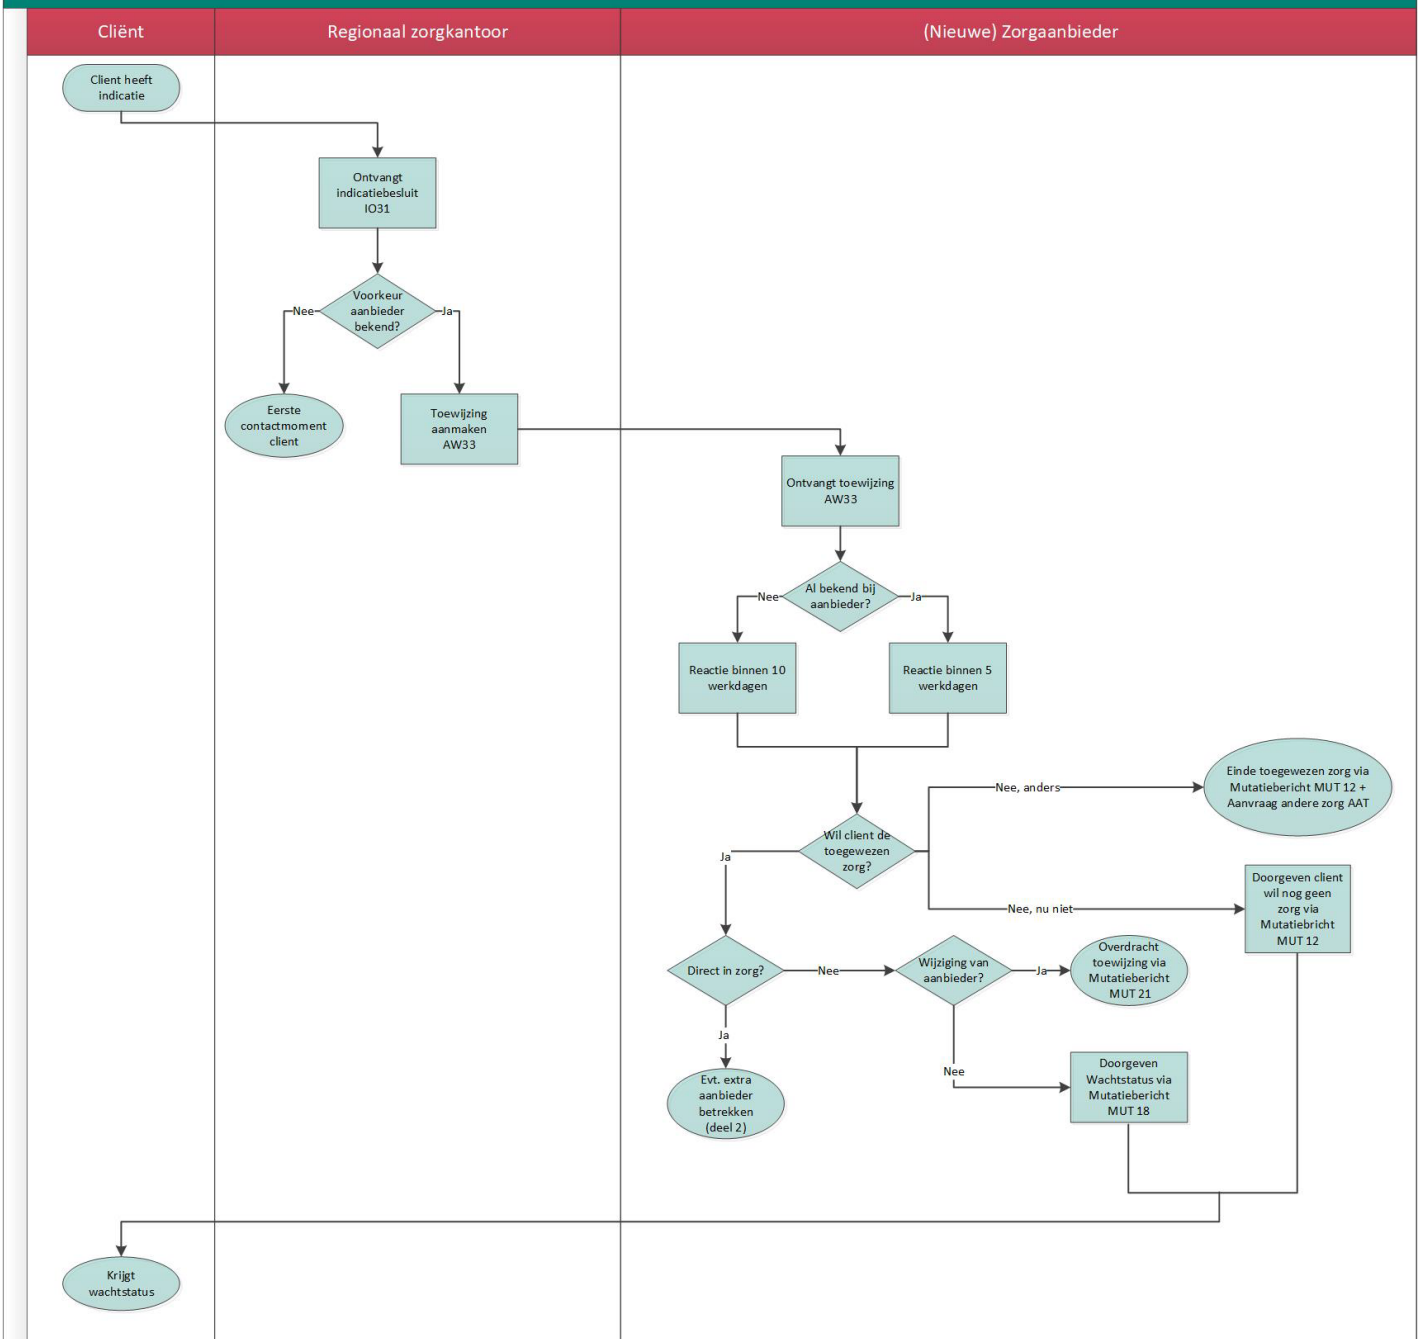 Cliënt
Regionaal zorgkantoor
(Nieuwe) Zorgaanbieder
Client heeft
indicatie
Ontvangt
indicatiebesluit
IO31
Voorkeur
aanbieder
bekend?
Nee
Ja
Eerste
contactmoment
client
Toewijzing
aanmaken
AW33
Ontvangt toewijzing
AW33
Al bekend bij
aanbieder?
Nee
Ja
Reactie binnen 10
werkdagen
Reactie binnen 5
werkdagen
Wil client de
toegewezen
zorg?
Nee, anders
Einde toegewezen zorg via
Mutatiebericht MUT 12 +
Aanvraag andere zorg AAT
Nee, nu niet
Doorgeven client
wil nog geen
zorg via
Mutatiebricht
MUT 12
Ja
Direct in zorg?
Nee
Wijziging van
aanbieder?
Ja
Overdracht
toewijzing via
Mutatiebericht
MUT 21
Ja
Evt. extra
aanbieder
betrekken
(deel 2)
Nee
Doorgeven
Wachtstatus via
Mutatiebericht
MUT 18
Krijgt
wachtstatus